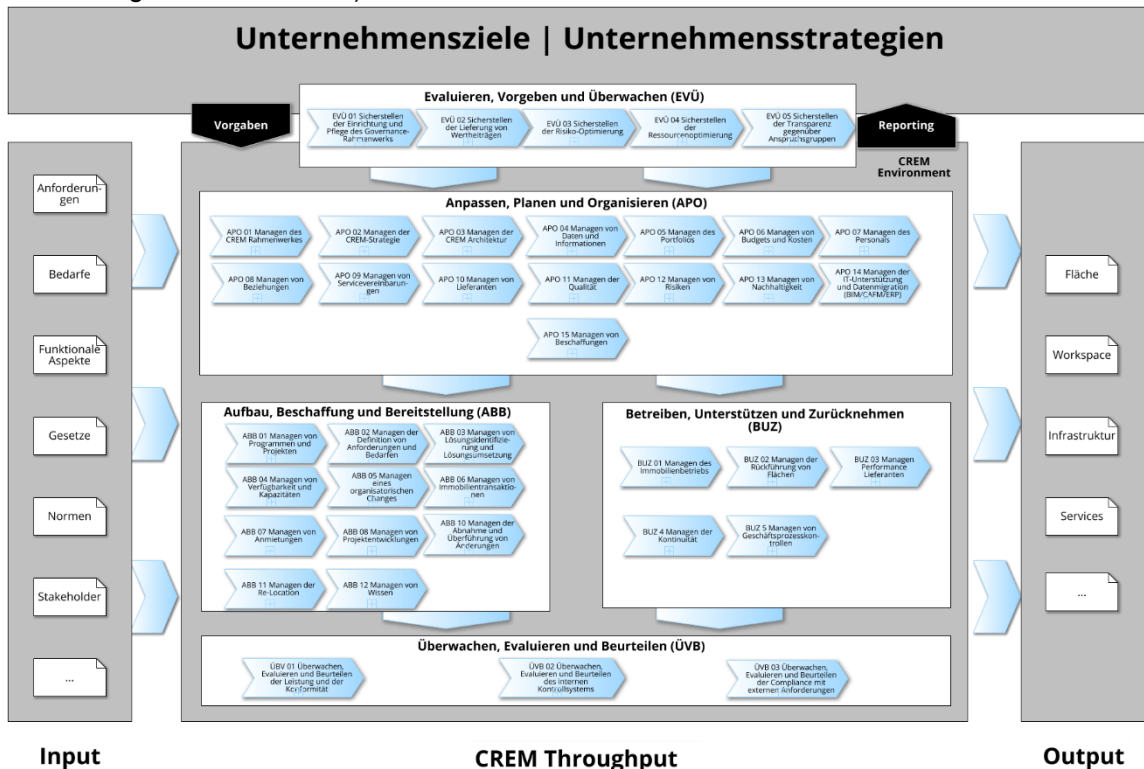 Unternehmensziele | Unternehmensstrategien
Evaluieren, Vorgeben und Überwachen (EVÜ)
Vorgaben
EVÜ 01 Sicherstellen
der Einrichtung und
Pflege des Governance-
Rahmenwerks
EVÜ 02 Sicherstellen
der Lieferung von
Wertbeiträgen
EVÜ 03 Sicherstellen
der Risiko-Optimierung
EVÜ 04 Sicherstellen
der
Ressourcenoptimierung
EVÜ 05 Sicherstellen
der Transparenz
gegenüber
Anspruchsgruppen
Reporting
CREM
Environment
Anforderun-
gen
Bedarfe
Funktionale
Aspekte
Gesetze
Normen
Stakeholder
...
Anpassen, Planen und Organisieren (APO)
APO 01 Managen des
CREM Rahmenwerkes
APO 02 Managen der
CREM-Strategie
APO 03 Managen der
CREM Architektur
APO 04 Managen von
Daten und
Informationen
APO 05 Managen des
Portfolios
APO 06 Managen von
Budgets und Kosten
APO 07 Managen des
Personals
APO 08 Managen von
Beziehungen
APO 09 Managen von
Servicevereinbarun-
gen
APO 10 Managen von
Lieferanten
APO 11 Managen der
Qualität
APO 12 Managen von
Risiken
APO 13 Managen von
Nachhaltigkeit
APO 14 Managen der
IT-Unterstützung
und Datenmigration
(BIM/CAFM/ERP)
APO 15 Managen von
Beschaffungen
Aufbau, Beschaffung und Bereitstellung (ABB)
ABB 01 Managen von
Programmen und
Projekten
ABB 02 Managen der
Definition von
Anforderungen und
Bedarfen
ABB 03 Managen von
Lösungsidentifizie-
rung und
Lösungsumsetzung
ABB 04 Managen von
Verfügbarkeit und
Kapazitäten
ABB 05 Managen
eines
organisatorischen
Changes
ABB 06 Managen von
Immobilientransaktio-
nen
ABB 07 Managen von
Anmietungen
ABB 08 Managen von
Projektentwicklungen
ABB 10 Managen der
Abnahme und
Überführung von
Änderungen
ABB 11 Managen der
Re-Location
ABB 12 Managen von
Wissen
Betreiben, Unterstützen und Zurücknehmen
(BUZ)
BUZ 01 Managen des
Immobilienbetriebs
BUZ 02 Managen der
Rückführung von
Flächen
BUZ 03 Managen
Performance
Lieferanten
BUZ 4 Managen der
Kontinuität
BUZ 5 Managen von
Geschäftsprozesskon-
trollen
Überwachen, Evaluieren und Beurteilen (ÜVB)
ÜBV 01 Überwachen,
Evaluieren und Beurteilen
der Leistung und der
Konformität
ÜVB 02 Überwachen,
Evaluieren und Beurteilen
des internen
Kontrollsystems
ÜVB 03 Überwachen,
Evaluieren und Beurteilen
der Compliance mit
externen Anforderungen
Fläche
Workspace
Infrastruktur
Services
...
Input
CREM Throughput
Output